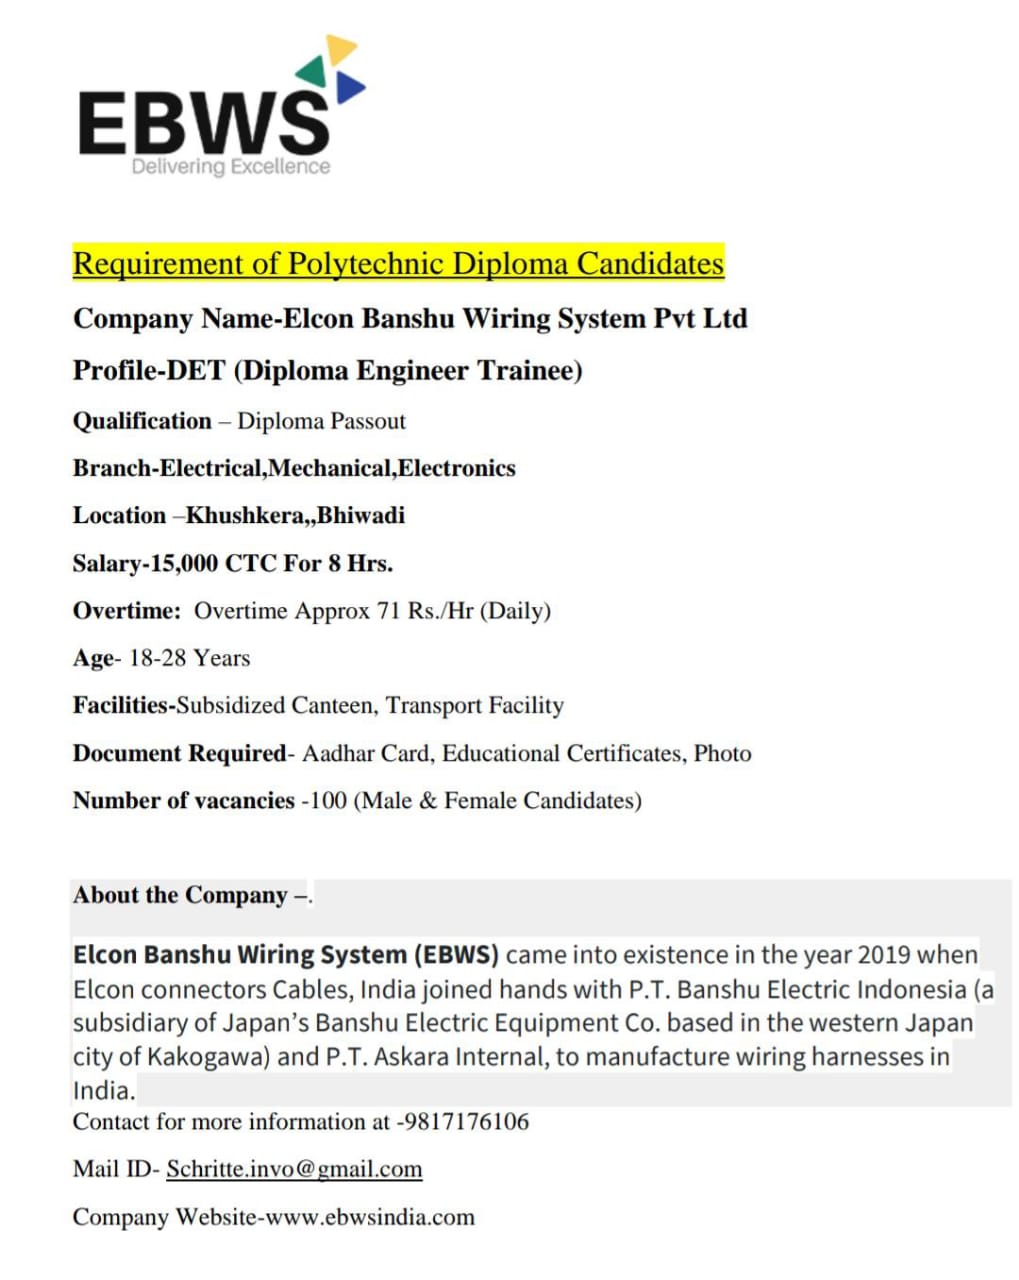 EBWS
Delivering Excellence
Requirement of Polytechnic Diploma Candidates
Company Name-Elcon Banshu Wiring System Pvt Ltd
Profile-DET (Diploma Engineer Trainee)
Qualification – Diploma Passout
Branch-Electrical,Mechanical,Electronics
Location –Khushkera,,Bhiwadi
Salary-15,000 CTC For 8 Hrs.
Overtime:  Overtime Approx 71 Rs./Hr (Daily)
Age- 18-28 Years
Facilities-Subsidized Canteen, Transport Facility
Document Required- Aadhar Card, Educational Certificates, Photo
Number of vacancies -100 (Male & Female Candidates)
About the Company –.
Elcon Banshu Wiring System (EBWS) came into existence in the year 2019 when
Elcon connectors Cables, India joined hands with P.T. Banshu Electric Indonesia (a
subsidiary of Japan’s Banshu Electric Equipment Co. based in the western Japan
city of Kakogawa) and P.T. Askara Internal, to manufacture wiring harnesses in
India.
Contact for more information at -9817176106
Mail ID- Schritte.invo@gmail.com
Company Website-www.ebwsindia.com